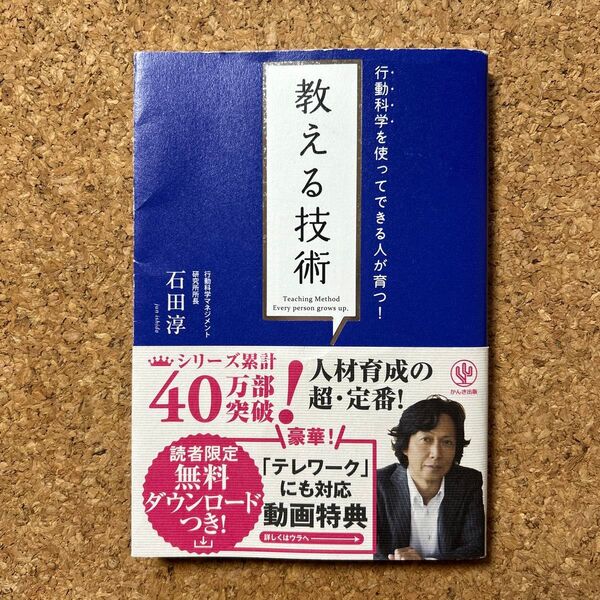 行動科学を使ってできる人が育つ！
教える技術
Teaching Method
Every person grows up.
行動科学マネジメント
研究所所長
石田淳
jun ishida
シリーズ累計
40万部
突破！
人材育成の
超・定番！
かんき出版
豪華！
読者限定
無料
ダウンロード
つき！
「テレワーク」
にも対応
動画特典
詳しくはウラへ